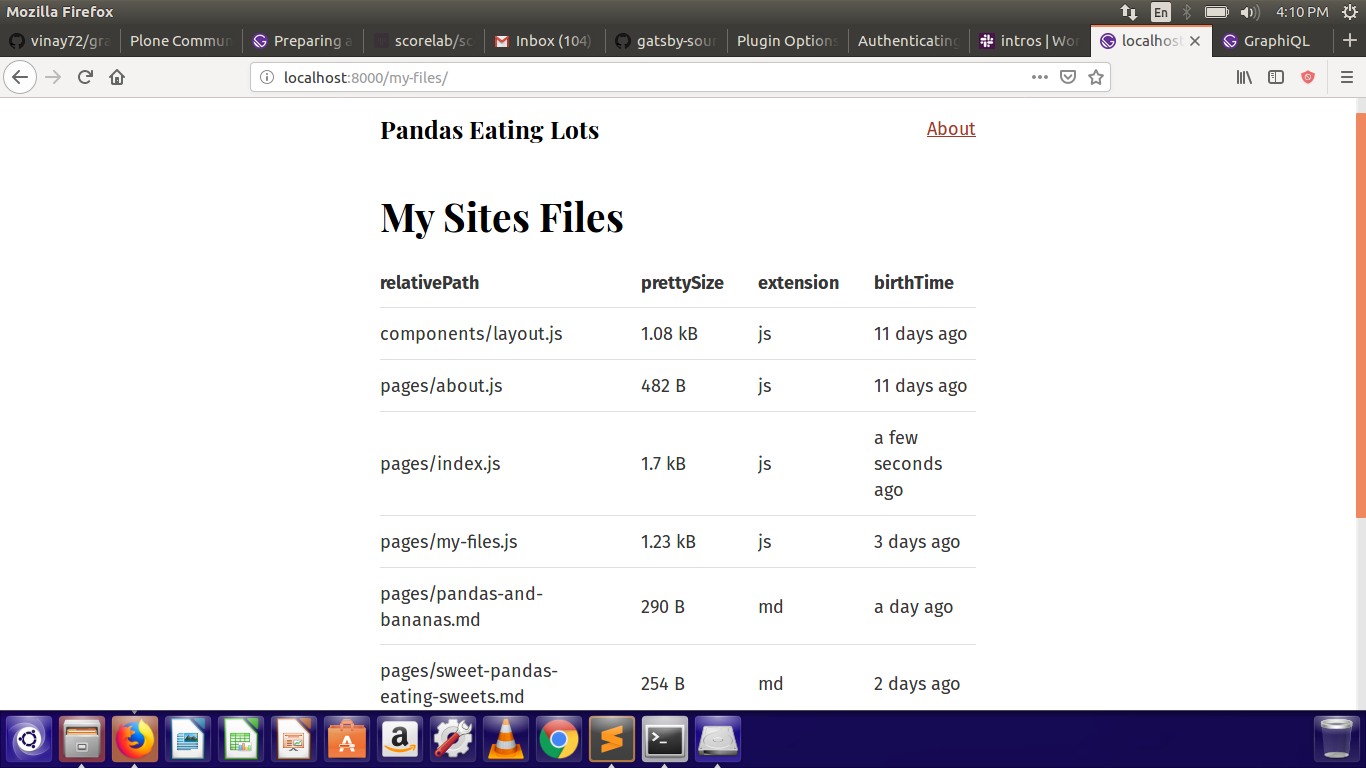 Mozilla Firefox
En
4:10 PM
vinay72/gra
Plone Commun
Preparing a
scorelab/sc
Inbox (104)
gatsby-sour
Plugin Options
Authenticating
intros | Wor
localhost
GraphiQL
localhost:8000/my-files/
Pandas Eating Lots
About
My Sites Files
relativePath prettySize extension birthTime
components/layout.js 1.08 kB js 11 days ago
pages/about.js 482 B js 11 days ago
pages/index.js 1.7 kB js a few
seconds
ago
pages/my-files.js 1.23 kB js 3 days ago
pages/pandas-and-
bananas.md 290 B md a day ago
pages/sweet-pandas-
eating-sweets.md 254 B md 2 days ago